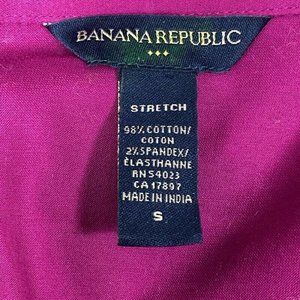 BANANA REPUBLIC
STRETCH
98% COTTON/
COTON
2% SPANDEX/
ÉLASTHANNE
RN 54023
CA 17897
MADE IN INDIA
S